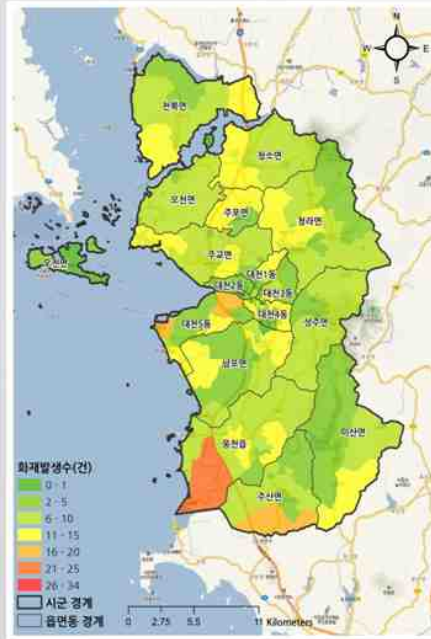 N
W E
S
천북면
청소면
오천면
주포면
청라면
주교면
오천면
대천1동
대천2동
대천3동
대천4동
대천5동
성주면
남포면
웅천읍
미산면
주산면
화재발생수(건)
0 - 1
2 - 5
6 - 10
11 - 15
16 - 20
21 - 25
26 - 34
시군 경계
읍면동 경계
0 2.75 5.5 11 Kilometers